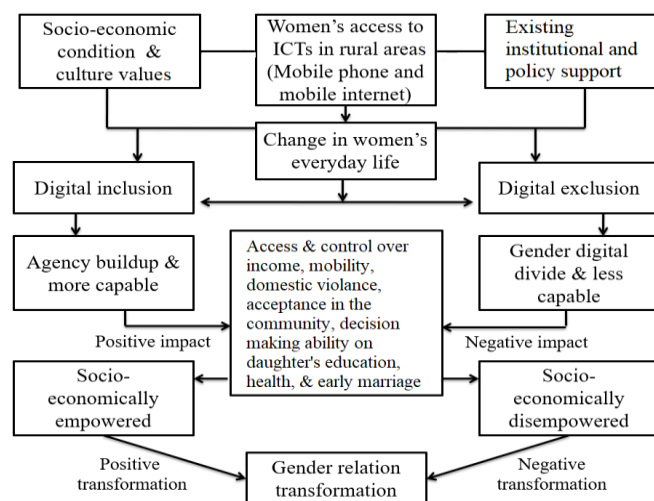 Socio-economic
condition & 
culture values
Women's access to
ICTs in rural areas
(Mobile phone and
mobile internet)
Existing
institutional and
policy support
Change in women's
everyday life
Digital inclusion
Digital exclusion
Agency buildup &
more capable
Access & control over
income, mobility,
domestic violance,
acceptance in the
community, decision
making ability on
daughter's education,
health, & early marriage
Gender digital
divide & less
capable
Positive impact
Negative impact
Socio-
economically
empowered
Socio-
economically
disempowered
Positive
transformation
Gender relation
transformation
Negative
transformation